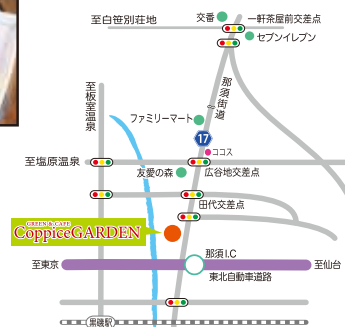 至白笹別荘地
交番
一軒茶屋前交差点
セブンイレブン
至板室温泉
那須街道
ファミリーマート
17
ココス
至塩原温泉
友愛の森
広谷地交差点
田代交差点
GREEN & CAFE
CoppiceGARDEN
那須I.C
至東京
至仙台
東北自動車道路
黒磯駅